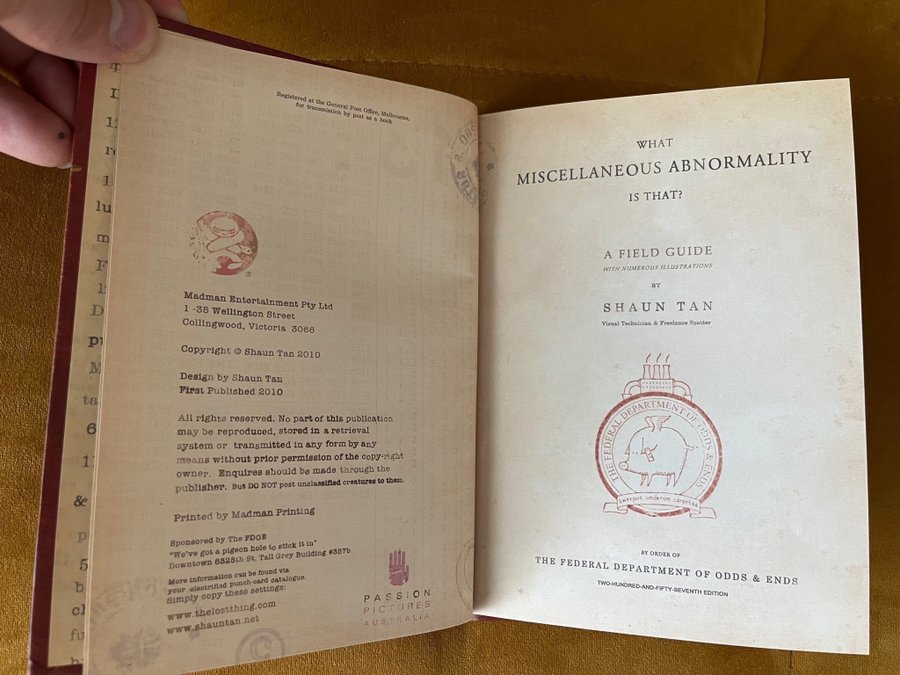 Registered at the General Post Office, Melbourne,
for transmission by post as a book
®
Madman Entertainment Pty Ltd
1 -35 Wellington Street
Collingwood, Victoria 3066
Copyright © Shaun Tan 2010
Design by Shaun Tan
First Published 2010
All rights reserved. No part of this publication
may be reproduced, stored in a retrieval
system or transmitted in any form by any
means without prior permission of the copy-right
owner. Enquires should be made through the
publisher. But DO NOT post unclassified creatures to them.
Printed by Madman Printing
Sponsored by The FDOE
"We've got a pigeon hole to stick it in"
Downtown 6328th St, Tall Grey Building #357b
More information can be found via
your electrified punch-card catalogue.
Simply copy these settings:
www.thelostthing.com
www.shauntan.net
PASSION
PICTURES
AUSTRALIA
WHAT
MISCELLANEOUS ABNORMALITY
IS THAT?
A FIELD GUIDE
WITH NUMEROUS ILLUSTRATIONS
BY
SHAUN TAN
Visual Technician & Freelance Spotter
THE FEDERAL DEPARTMENT OF ODDS & ENDS
sweepus underum carpetae
BY ORDER OF
THE FEDERAL DEPARTMENT OF ODDS & ENDS
TWO-HUNDRED-AND-FIFTY-SEVENTH EDITION